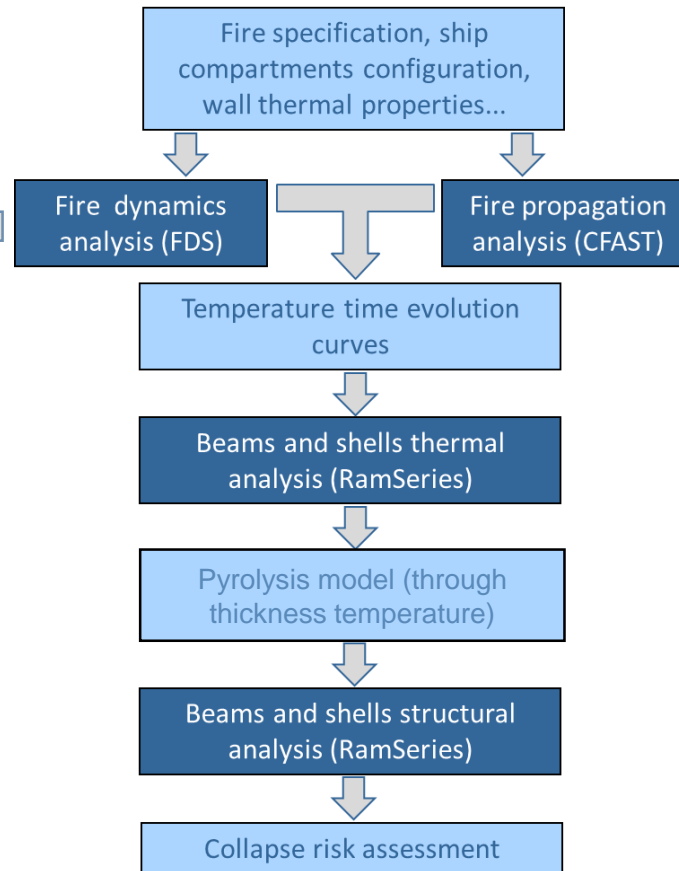 Fire specification, ship
compartments configuration,
wall thermal properties...
Fire dynamics
analysis (FDS)
Fire propagation
analysis (CFAST)
Temperature time evolution
curves
Beams and shells thermal
analysis (RamSeries)
Pyrolysis model (through
thickness temperature)
Beams and shells structural
analysis (RamSeries)
Collapse risk assessment